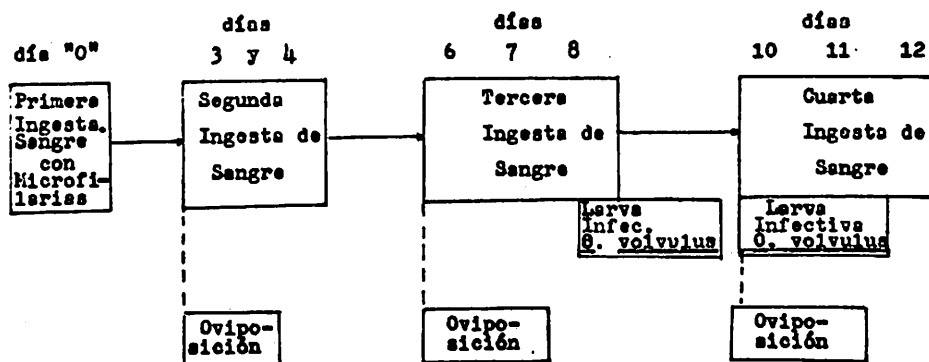 días
días
días
día "0"
3 y 4
6 7 8
10 11 12
Primera
Ingesta.
Sangre
con
Microfi-
larias
Segunda
Ingesta de
Sangre
Tercera
Ingesta de
Sangre
Cuarta
Ingesta de
Sangre
Larva
Infec.
O. volvulus
Larva
Infectiva
O. volvulus
Ovipo-
sición
Ovipo-
sición
Ovipo-
sición